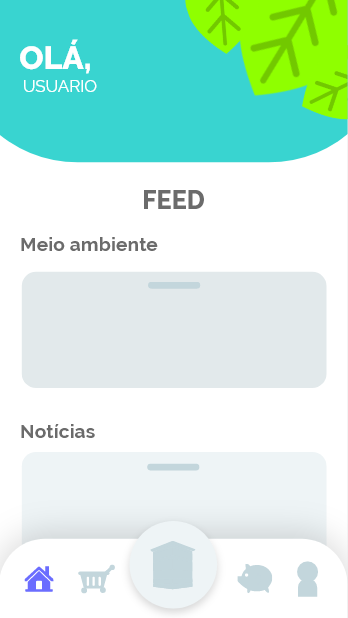 OLÁ,
USUARIO
FEED
Meio ambiente
Notícias